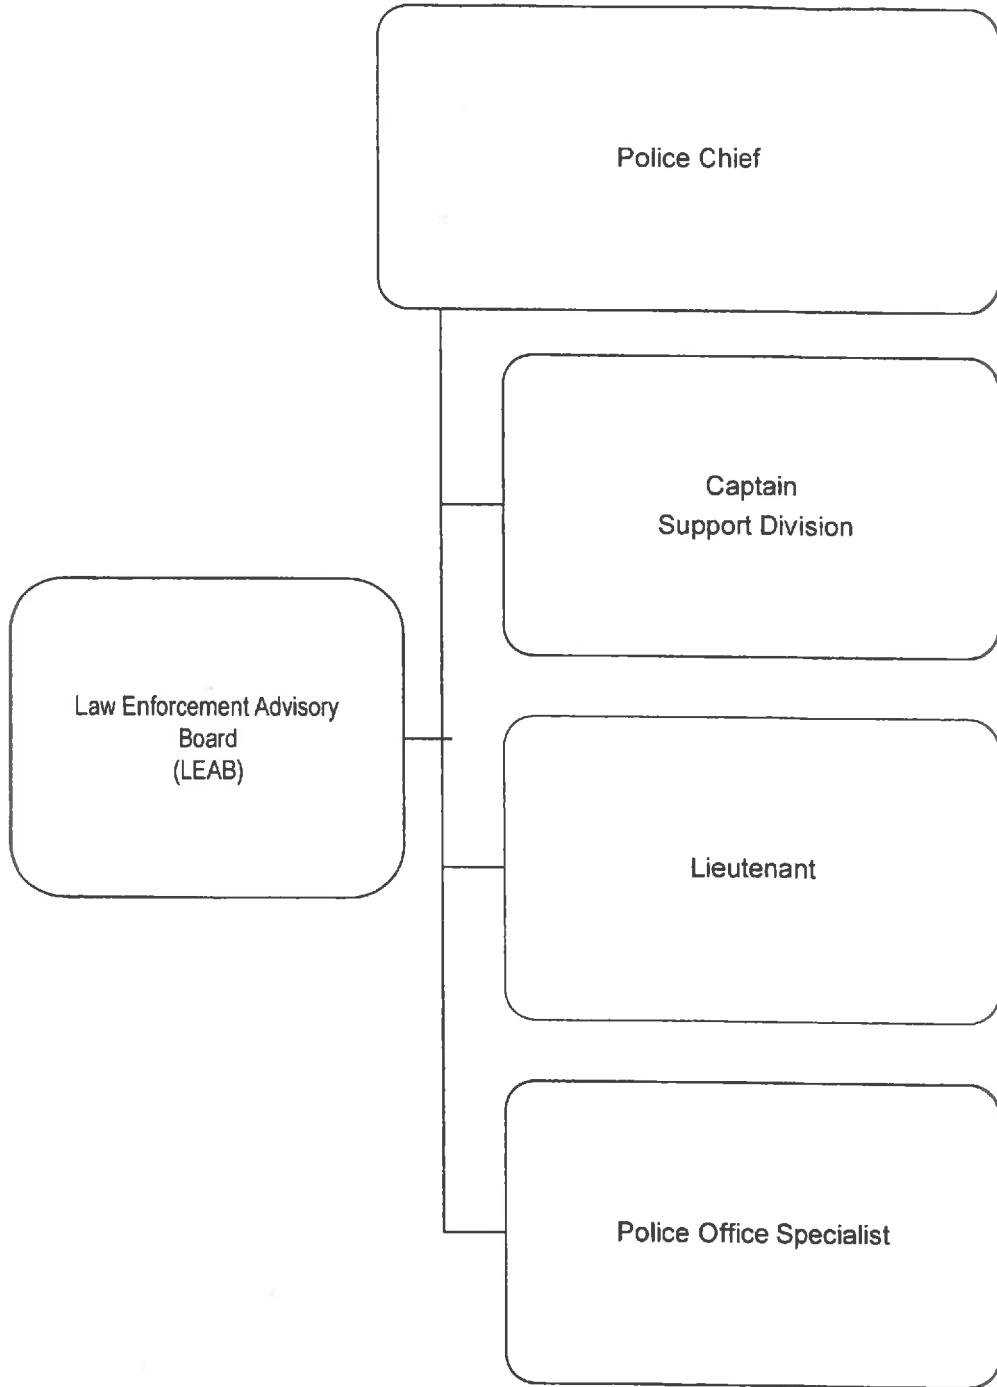 Police Chief
Captain
Support Division
Law Enforcement Advisory
Board
(LEAB)
Lieutenant
Police Office Specialist